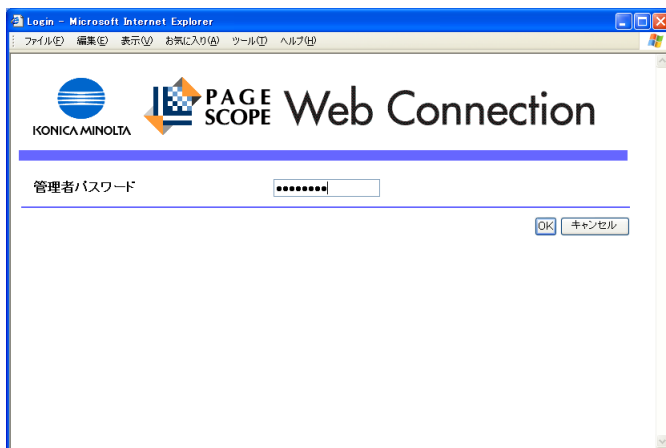 Login - Microsoft Internet Explorer
ファイル(F) 編集(E) 表示(V) お気に入り(A) ツール(T) ヘルプ(H)
KONICA MINOLTA
PAGE SCOPE Web Connection
管理者パスワード ••••••••
OK キャンセル